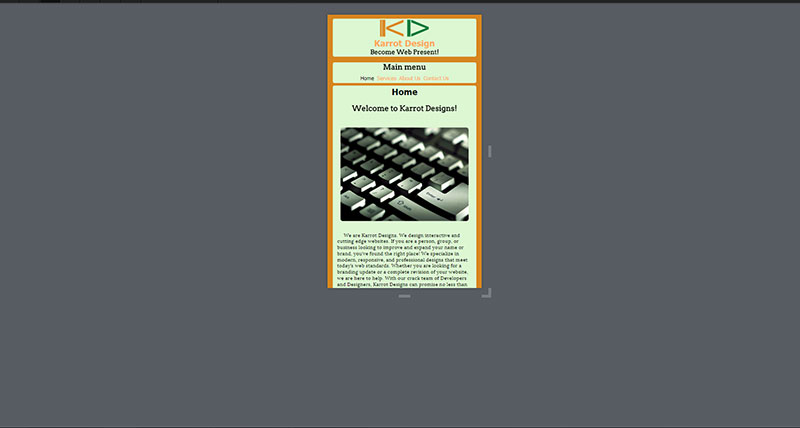 KD
Karrot Design
Become Web Present!
Main menu
Home Services About Us Contact Us
Home
Welcome to Karrot Designs!
We are Karrot Designs. We design interactive and
cutting edge websites. If you are a person, group, or
business looking to improve and expand your name or
brand, you've found the right place! We specialize in
modern, responsive, and professional designs that meet
today's web standards. Whether you are looking for a
branding update or a complete revision of your website,
we are here to help. With our crack team of Developers
and Designers, Karrot Designs can promise no less than